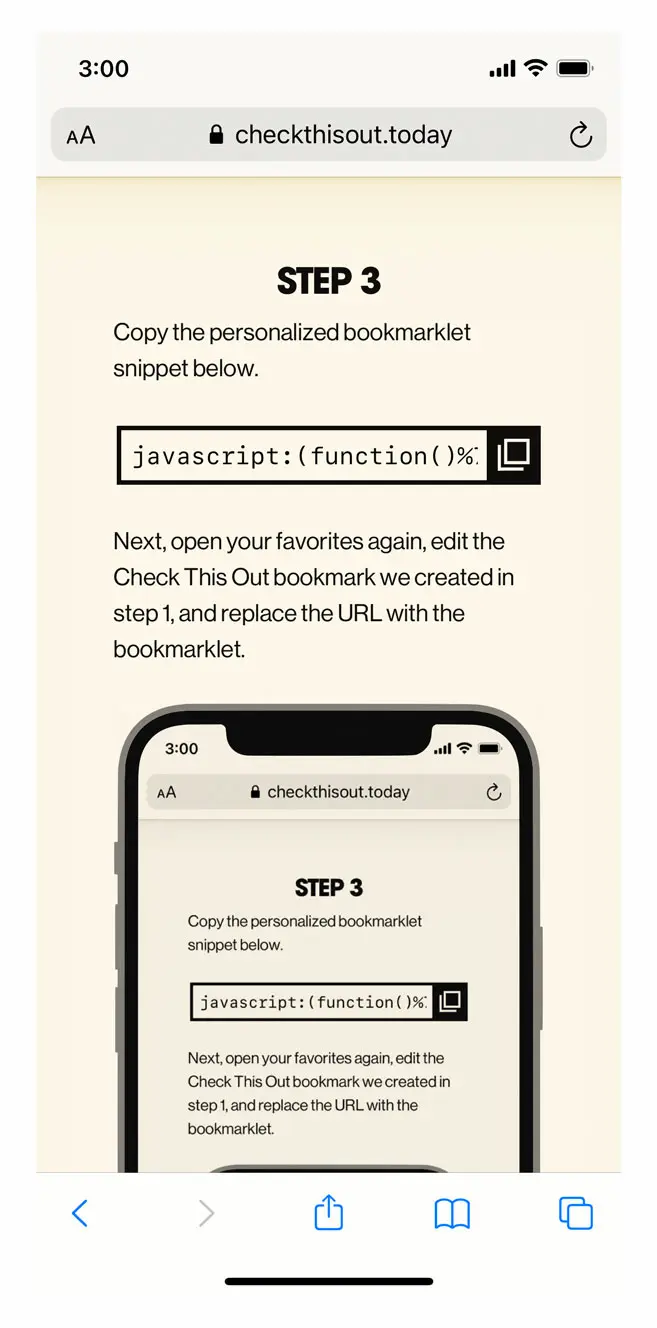 3:00
AA checkthisout.today
STEP 3
Copy the personalized bookmarklet
snippet below.
javascript:(function()%
Next, open your favorites again, edit the
Check This Out bookmark we created in
step 1, and replace the URL with the
bookmarklet.
3:00
AA checkthisout.today
STEP 3
Copy the personalized bookmarklet
snippet below.
javascript:(function()%
Next, open your favorites again, edit the
Check This Out bookmark we created in
step 1, and replace the URL with the
bookmarklet.